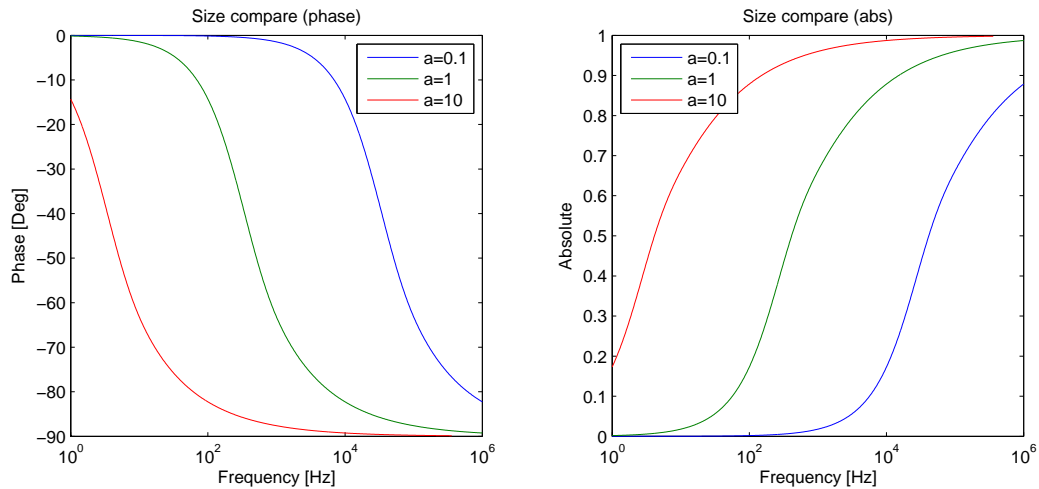 Size compare (phase)
0
−10
−20
−30
−40
−50
−60
−70
−80
−90
Phase [Deg]
10^0
10^2
10^4
10^6
Frequency [Hz]
a=0.1
a=1
a=10
Size compare (abs)
1
0.9
0.8
0.7
0.6
0.5
0.4
0.3
0.2
0.1
0
Absolute
10^0
10^2
10^4
10^6
Frequency [Hz]
a=0.1
a=1
a=10